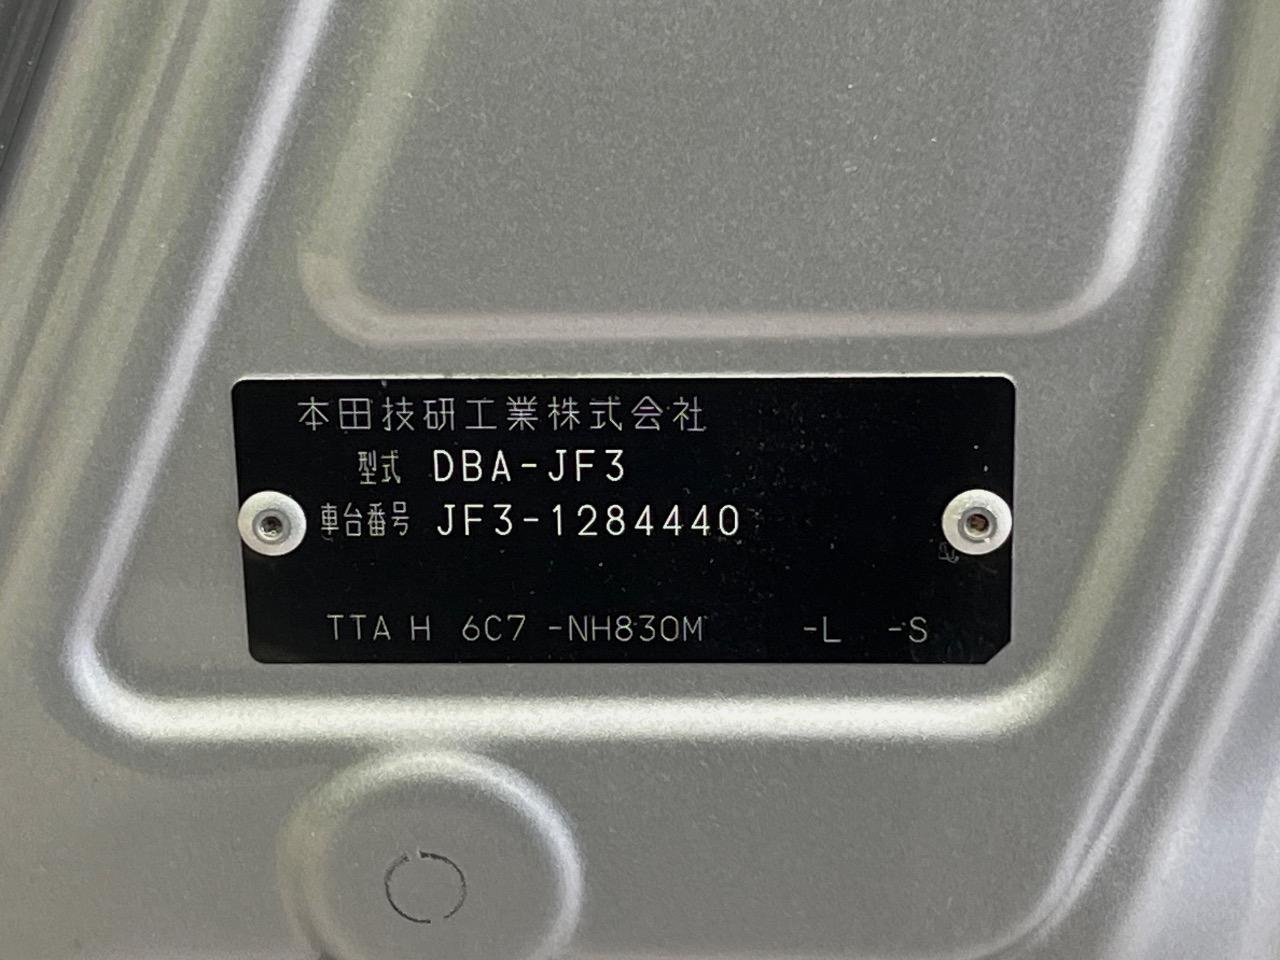 本田技研工業株式会社
型式 DBA-JF3
車台番号 JF3-1284440
TTA H 6C7 -NH830M -L -S